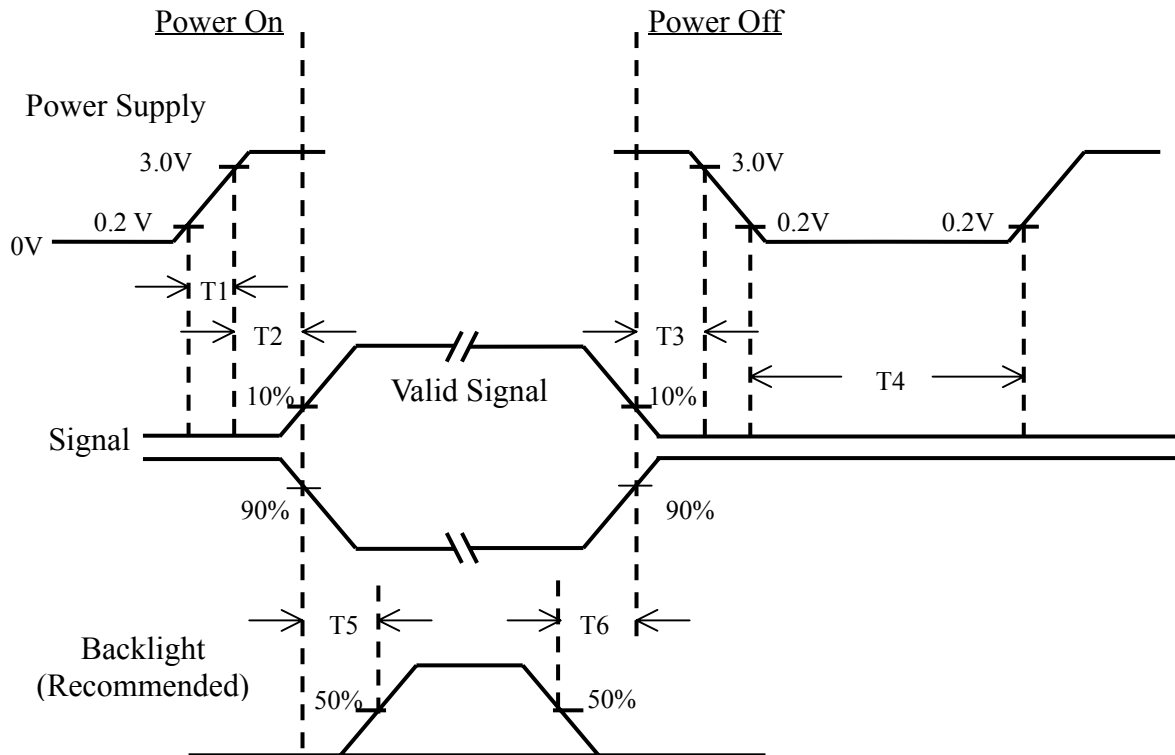 Power On
Power Off
Power Supply
3.0V
3.0V
0.2 V
0.2V
0.2V
0V
T1
T2
T3
T4
10%
Valid Signal
10%
Signal
90%
90%
T5
T6
Backlight
(Recommended)
50%
50%